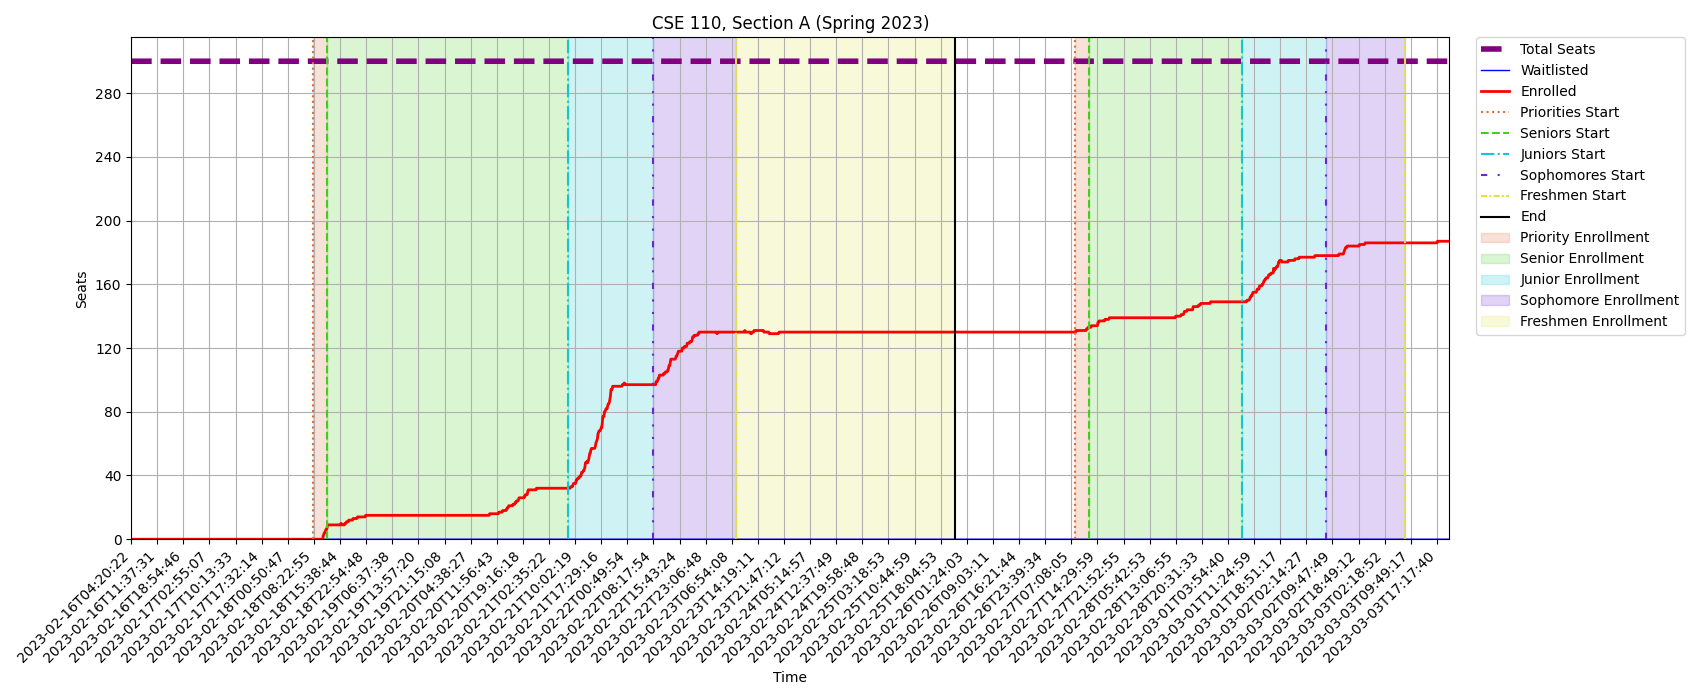 CSE 110, Section A (Spring 2023)
Seats
280
240
200
160
120
80
40
0
2023-02-16T04:20:22
2023-02-16T11:37:31
2023-02-16T18:54:46
2023-02-17T02:55:07
2023-02-17T10:13:33
2023-02-17T17:32:14
2023-02-18T00:50:47
2023-02-18T08:22:55
2023-02-18T15:38:44
2023-02-18T22:54:48
2023-02-19T06:37:38
2023-02-19T13:57:20
2023-02-19T21:15:08
2023-02-20T04:38:27
2023-02-20T11:56:43
2023-02-20T19:16:18
2023-02-21T02:35:22
2023-02-21T10:02:19
2023-02-21T17:29:16
2023-02-22T00:49:54
2023-02-22T08:17:54
2023-02-22T15:43:24
2023-02-22T23:06:48
2023-02-23T06:54:08
2023-02-23T14:19:11
2023-02-23T21:47:12
2023-02-24T05:14:57
2023-02-24T12:37:49
2023-02-24T19:58:48
2023-02-25T03:18:53
2023-02-25T10:44:59
2023-02-25T18:04:53
2023-02-26T01:24:03
2023-02-26T09:03:11
2023-02-26T16:21:44
2023-02-26T23:39:34
2023-02-27T07:08:05
2023-02-27T14:29:59
2023-02-27T21:52:55
2023-02-28T05:42:53
2023-02-28T13:06:55
2023-02-28T20:31:33
2023-03-01T03:54:40
2023-03-01T11:24:59
2023-03-01T18:51:17
2023-03-02T02:14:27
2023-03-02T09:47:49
2023-03-02T18:49:12
2023-03-03T02:18:52
2023-03-03T09:49:17
2023-03-03T17:17:40
Time
Total Seats
Waitlisted
Enrolled
Priorities Start
Seniors Start
Juniors Start
Sophomores Start
Freshmen Start
End
Priority Enrollment
Senior Enrollment
Junior Enrollment
Sophomore Enrollment
Freshmen Enrollment